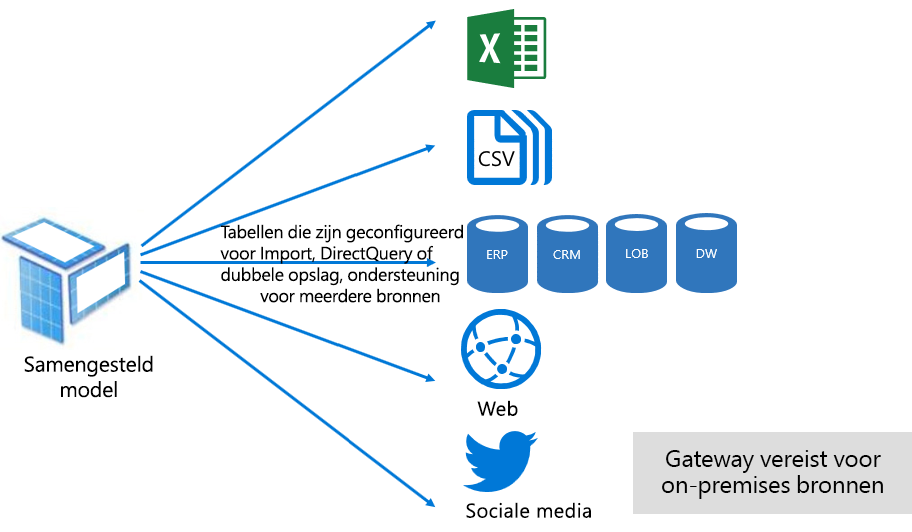 X
CSV
Tabellen die zijn geconfigureerd
voor Import, DirectQuery of
dubbele opslag, ondersteuning
voor meerdere bronnen
ERP
CRM
LOB
DW
Samengesteld
model
Web
Sociale media
Gateway vereist voor
on-premises bronnen